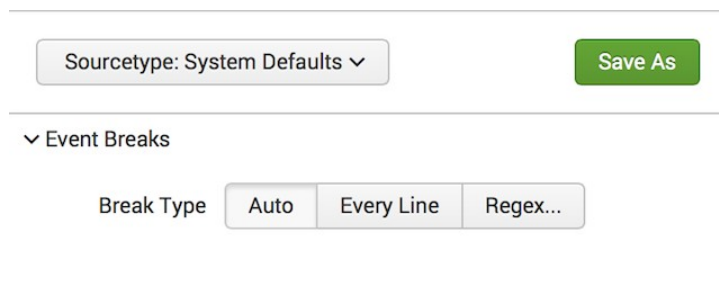 Sourcetype: System Defaults Save As
Event Breaks
Break Type Auto Every Line Regex...